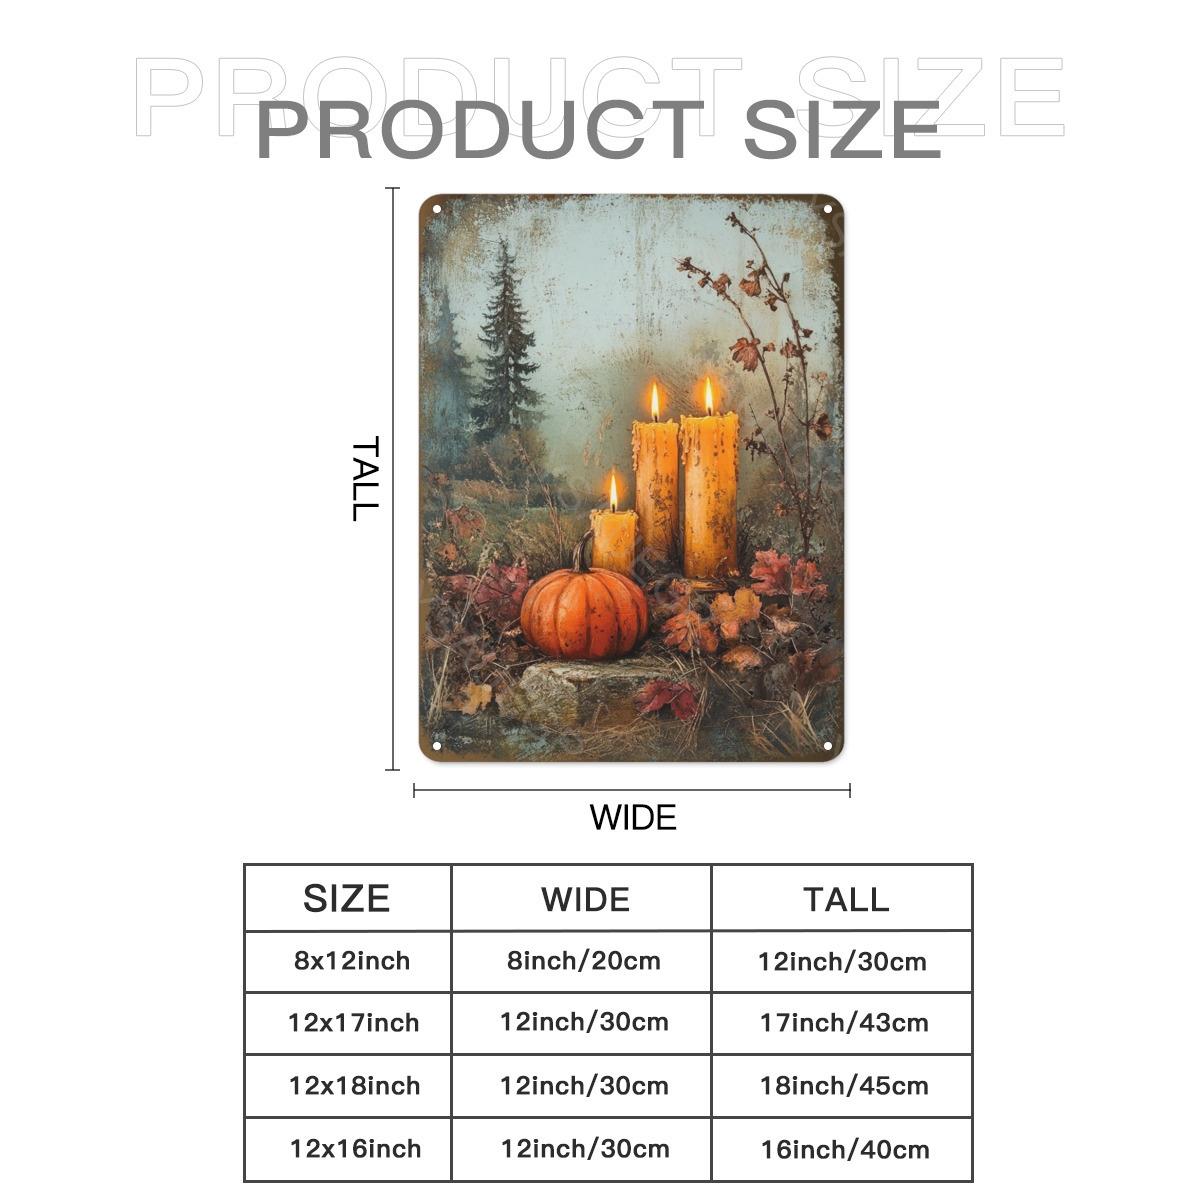 PRODUCT SIZE
PRODUCT SIZE
TALL
WIDE
SIZE WIDE TALL
8x12inch 8inch/20cm 12inch/30cm
12x17inch 12inch/30cm 17inch/43cm
12x18inch 12inch/30cm 18inch/45cm
12x16inch 12inch/30cm 16inch/40cm